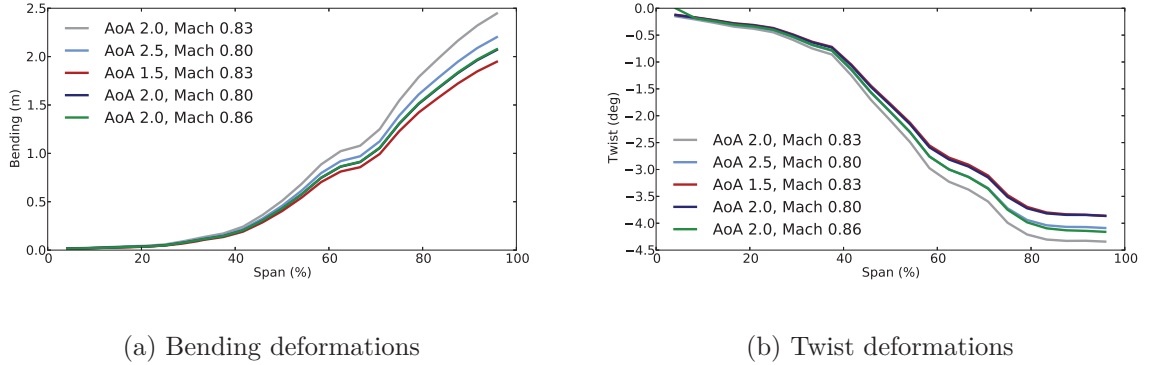 2.5
2.0
1.5
1.0
0.5
0.0
Bending (m)
0 20 40 60 80 100
Span (%)
AoA 2.0, Mach 0.83
AoA 2.5, Mach 0.80
AoA 1.5, Mach 0.83
AoA 2.0, Mach 0.80
AoA 2.0, Mach 0.86
(a) Bending deformations
0.0
−0.5
−1.0
−1.5
−2.0
−2.5
−3.0
−3.5
−4.0
−4.5
Twist (deg)
0 20 40 60 80 100
Span (%)
AoA 2.0, Mach 0.83
AoA 2.5, Mach 0.80
AoA 1.5, Mach 0.83
AoA 2.0, Mach 0.80
AoA 2.0, Mach 0.86
(b) Twist deformations